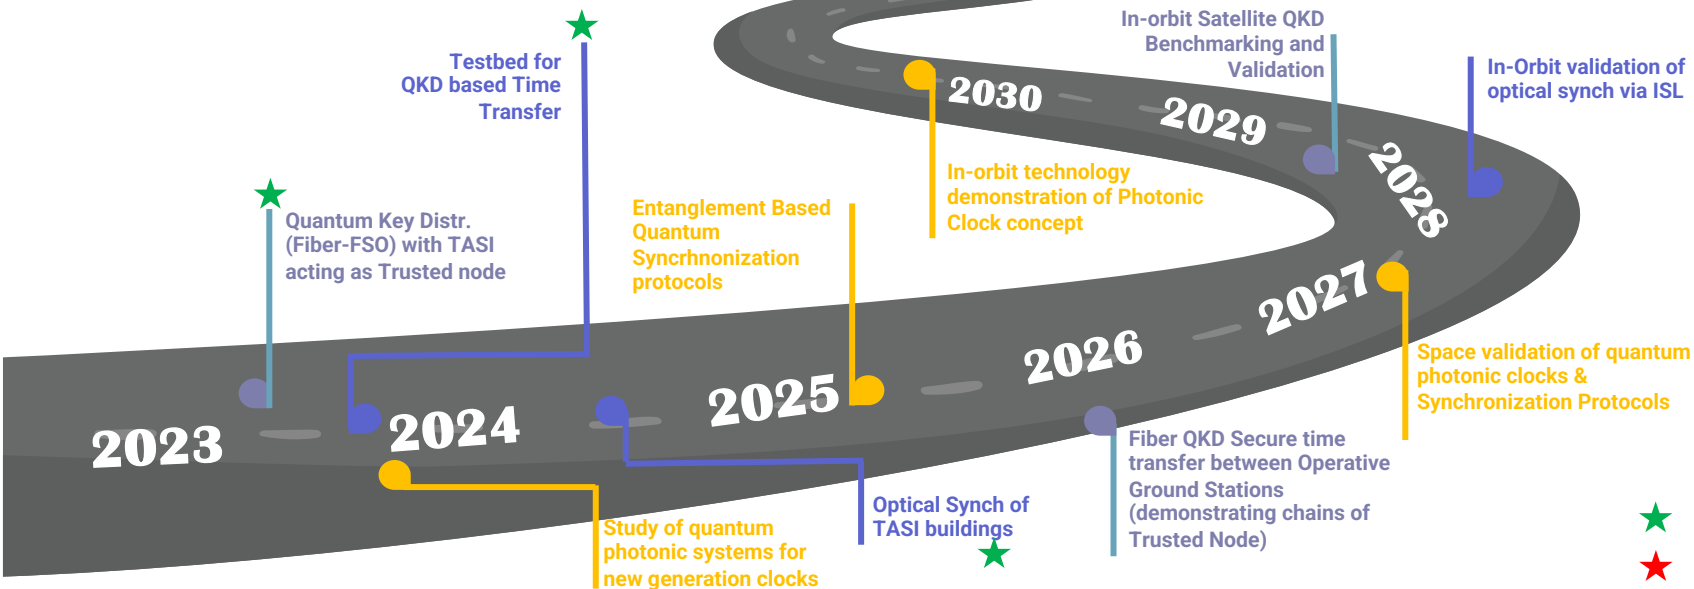 Quantum Key Distr.
(Fiber-FSO) with TASI
acting as Trusted node
Testbed for
QKD based Time
Transfer
Entanglement Based
Quantum
Syncrhnonization
protocols
In-orbit technology
demonstration of Photonic
Clock concept
In-orbit Satellite QKD
Benchmarking and
Validation
In-Orbit validation of
optical synch via ISL
2030
2029
2028
2027
2026
2025
2024
2023
Space validation of quantum
photonic clocks &
Synchronization Protocols
Fiber QKD Secure time
transfer between Operative
Ground Stations
(demonstrating chains of
Trusted Node)
Optical Synch of
TASI buildings
Study of quantum
photonic systems for
new generation clocks